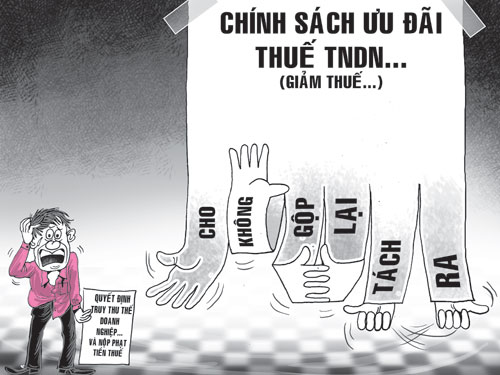 CHÍNH SÁCH ƯU ĐÃI
THUẾ TNDN...
(GIẢM THUẾ...)
CHO
KHÔNG
GỘP
LẠI
TÁCH
RA
QUYẾT ĐỊNH
TRUY THU THẾ
DOANH
NGHIỆP...
VÀ NỘP PHẠT
TIỀN THUẾ